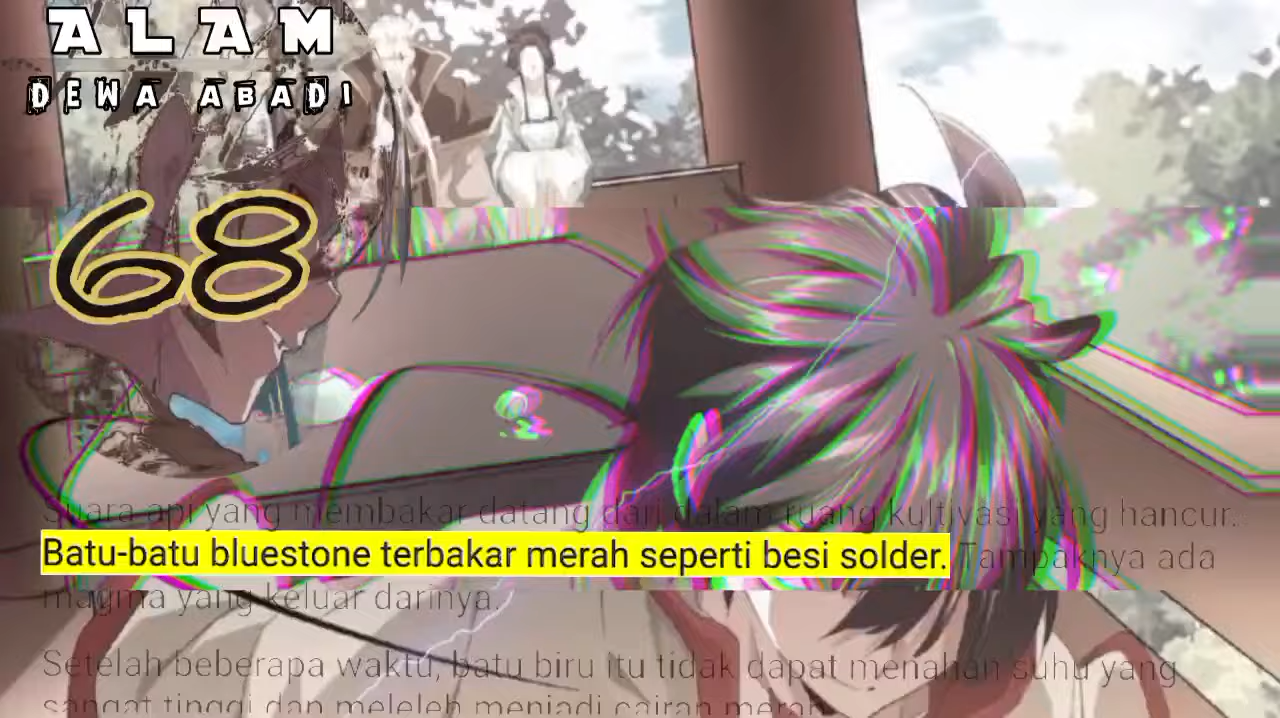 ALAM
DEWA ABADI
68
Suara api yang membakar datang dari dalam ruang kultivasi yang hancur.
Batu-batu bluestone terbakar merah seperti besi solder. Tampaknya ada
magma yang keluar darinya.
Setelah beberapa waktu, batu biru itu tidak dapat menahan suhu yang
sangat tinggi dan meleleh menjadi cairan merah.